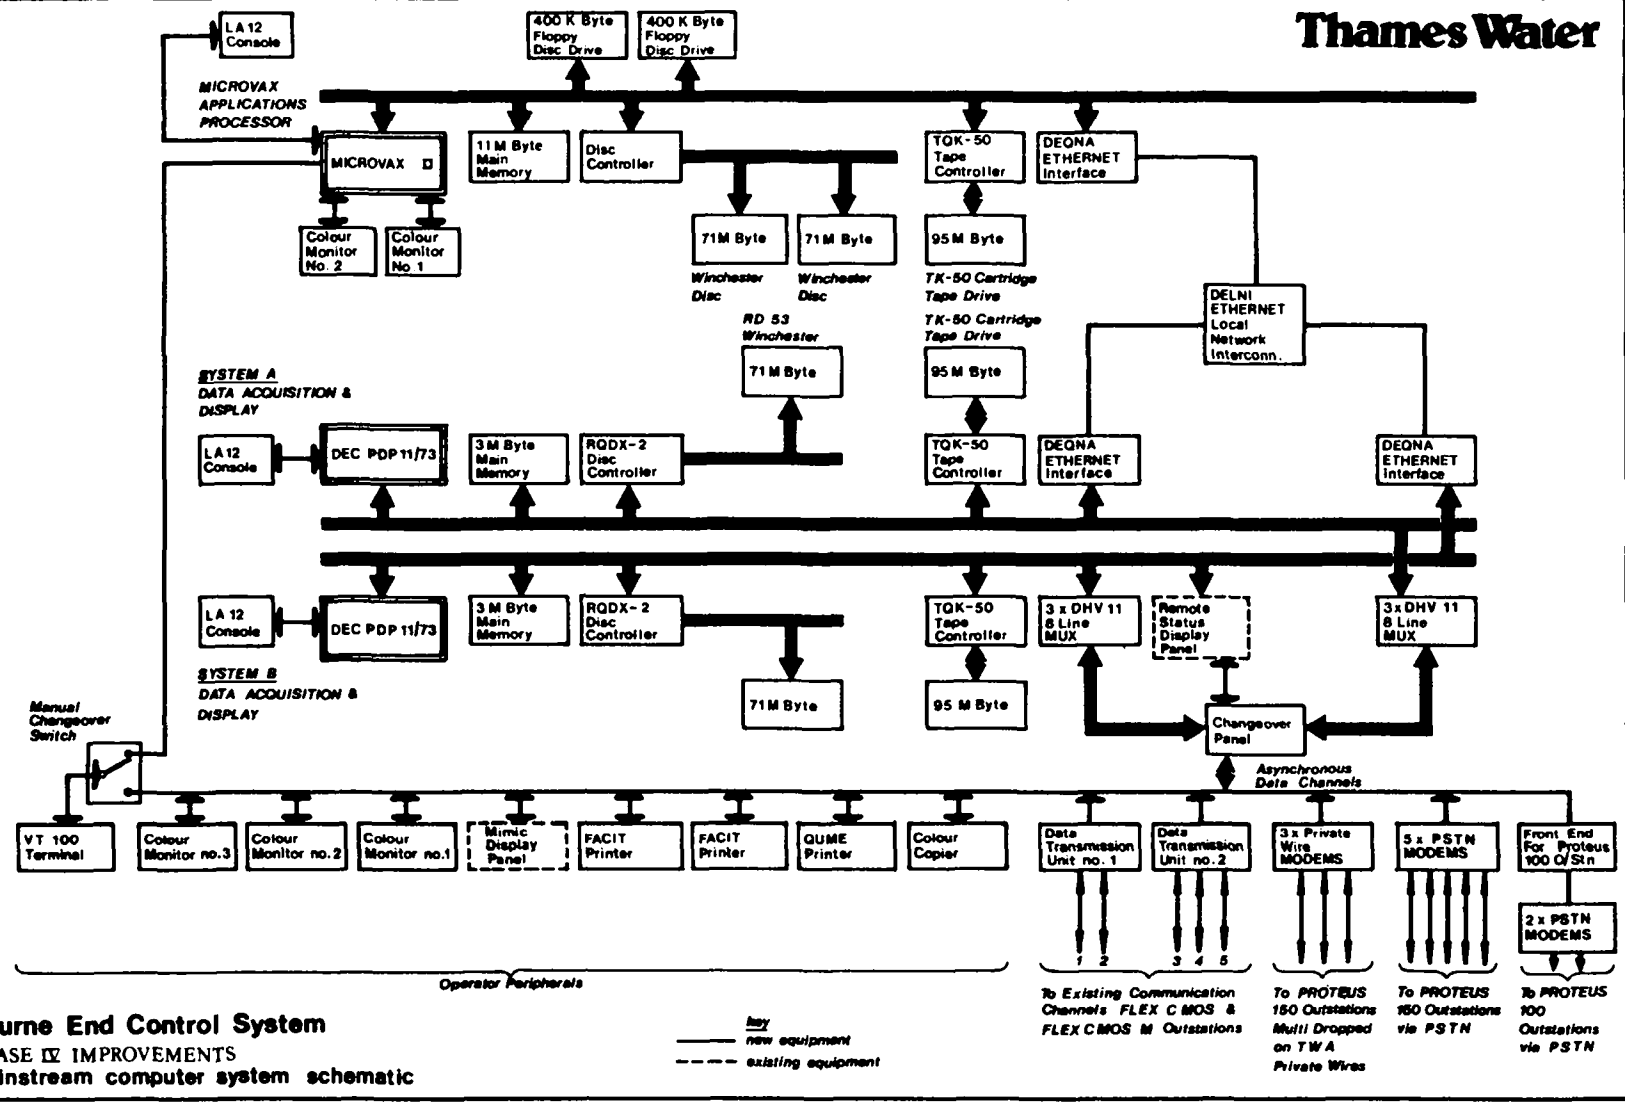 Thames Water
LA 12
Console
400 K Byte
Floppy
Disc Drive
400 K Byte
Floppy
Disc Drive
MICROVAX
APPLICATIONS
PROCESSOR
MICROVAX II
11 M Byte
Main
Memory
Disc
Controller
TQK-50
Tape
Controller
DEQNA
ETHERNET
Interface
Colour
Monitor
No. 2
Colour
Monitor
No. 1
71M Byte
Winchester
Disc
71M Byte
Winchester
Disc
95 M Byte
TK-50 Cartridge
Tape Drive
DELNI
ETHERNET
Local
Network
Interconn.
RD 53
Winchester
71 M Byte
TK-50 Cartridge
Tape Drive
95 M Byte
SYSTEM A
DATA ACQUISITION &
DISPLAY
LA 12
Console
DEC PDP 11/73
3 M Byte
Main
Memory
RQDX-2
Disc
Controller
TQK-50
Tape
Controller
DEQNA
ETHERNET
Interface
DEQNA
ETHERNET
Interface
LA 12
Console
DEC PDP 11/73
3 M Byte
Main
Memory
RQDX-2
Disc
Controller
TQK-50
Tape
Controller
3 x DHV 11
8 Line
MUX
Remote
Status
Display
Panel
3 x DHV 11
8 Line
MUX
SYSTEM B
DATA ACQUISITION &
DISPLAY
71M Byte
95 M Byte
Changeover
Panel
Manual
Changeover
Switch
Asynchronous
Data Channels
VT 100
Terminal
Colour
Monitor no.3
Colour
Monitor no.2
Colour
Monitor no.1
Mimic
Display
Panel
FACIT
Printer
FACIT
Printer
QUME
Printer
Colour
Copier
Data
Transmission
Unit no. 1
Data
Transmission
Unit no. 2
3 x Private
Wire
MODEMS
5 x PSTN
MODEMS
Front End
For Proteus
100 O/Stn
2 x PSTN
MODEMS
1 2
3 4 5
Operator Peripherals
To Existing Communication
Channels FLEX C MOS &
FLEX C MOS M Outstations
To PROTEUS
150 Outstations
Multi Dropped
on T W A
Private Wires
To PROTEUS
150 Outstations
via PSTN
To PROTEUS
100
Outstations
via PSTN
urne End Control System
ASE IV IMPROVEMENTS
instream computer system schematic
key
new equipment
existing equipment